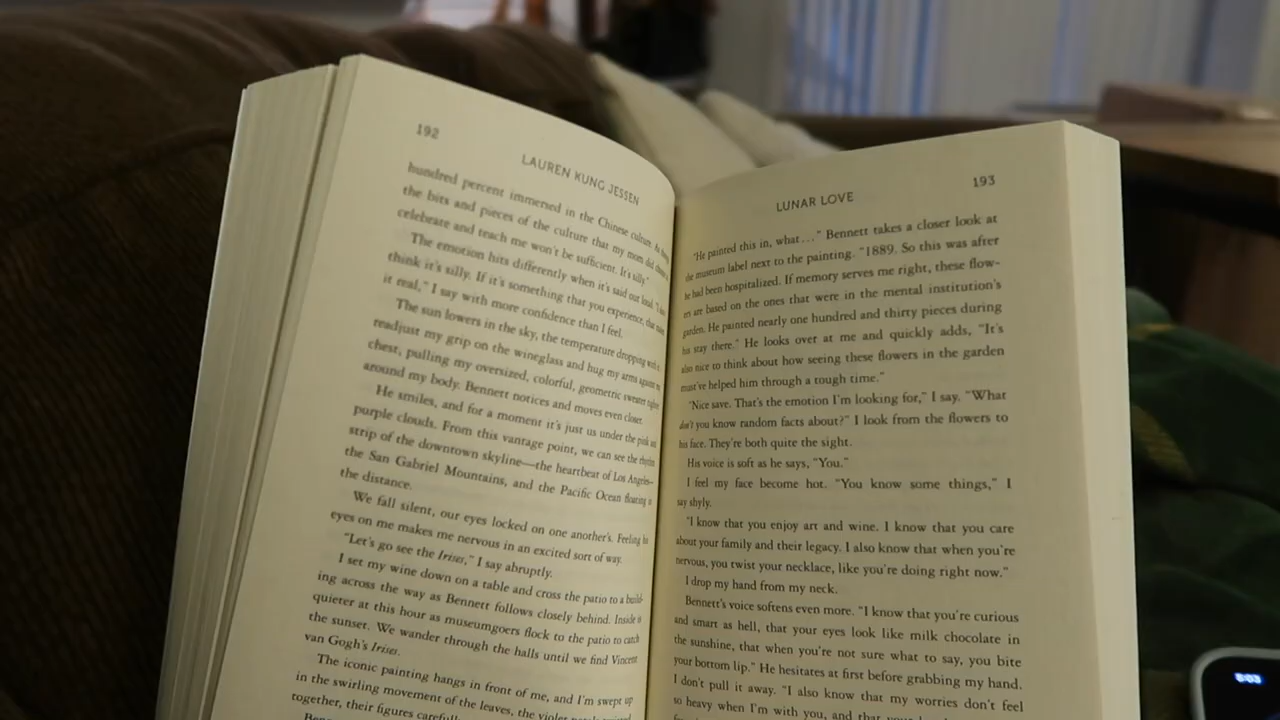 192
LAUREN KUNG JESSEN
hundred percent immersed in the Chinese culture. As
the bits and pieces of the culture that my mom did
celebrate and teach me won't be sufficient. It's silly."
The emotion hits differently when it's said out loud.
think it's silly. If it's something that you experience,
it real," I say with more confidence than I feel.
The sun lowers in the sky, the temperature dropping
readjust my grip on the wineglass and hug my arms
chest, pulling my oversized, colorful, geometric sweater
around my body. Bennett notices and moves even closer.
He smiles, and for a moment it's just us under the pink and
purple clouds. From this vantage point, we can see the
strip of the downtown skyline—the heartbeat of Los Angeles—
the San Gabriel Mountains, and the Pacific Ocean floating
the distance.
We fall silent, our eyes locked on one another's. Feeling his
eyes on me makes me nervous in an excited sort of way.
"Let's go see the Irises," I say abruptly.
I set my wine down on a table and cross the patio to a build-
ing across the way as Bennett follows closely behind. Inside is
quieter at this hour as museumgoers flock to the patio to catch
the sunset. We wander through the halls until we find Vincent
van Gogh's Irises.
The iconic painting hangs in front of me, and I'm swept up
in the swirling movement of the leaves, the violet
together, their figures
LUNAR LOVE
193
"He painted this in, what..." Bennett takes a closer look at
the museum label next to the painting. "1889. So this was after
he had been hospitalized. If memory serves me right, these flow-
ers are based on the ones that were in the mental institution's
garden. He painted nearly one hundred and thirty pieces during
his stay there." He looks over at me and quickly adds, "It's
also nice to think about how seeing these flowers in the garden
must've helped him through a tough time."
"Nice save. That's the emotion I'm looking for," I say. "What
don't you know random facts about?" I look from the flowers to
his face. They're both quite the sight.
His voice is soft as he says, "You."
I feel my face become hot. "You know some things," I
say shyly.
"I know that you enjoy art and wine. I know that you care
about your family and their legacy. I also know that when you're
nervous, you twist your necklace, like you're doing right now."
I drop my hand from my neck.
Bennett's voice softens even more. "I know that you're curious
and smart as hell, that your eyes look like milk chocolate in
the sunshine, that when you're not sure what to say, you bite
your bottom lip." He hesitates at first before grabbing my hand.
I don't pull it away. "I also know that my worries don't feel
so heavy when I'm with you, and that